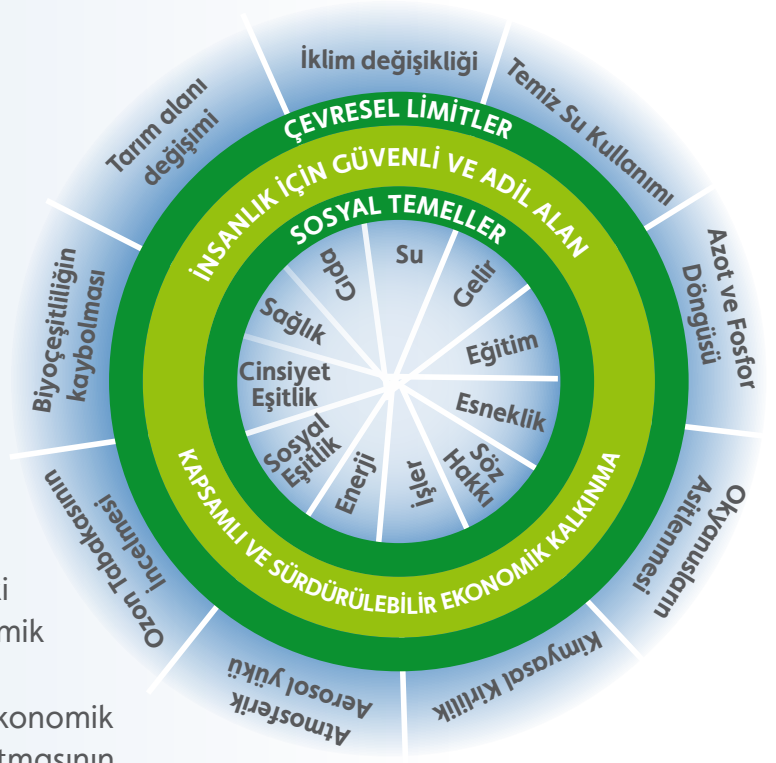 İklim değişikliği
Temiz Su Kullanımı
Azot ve Fosfor
Döngüsü
Okyanusların
Asitlenmesi
Kimyasal Kirlilik
Atmosferik
Aerosol yükü
Ozon Tabakasının
İncelmesi
Biyoçeşitliliğin
kaybolması
Tarım alanı
değişimi
ÇEVRESEL LİMİTLER
İNSANLIK İÇİN GÜVENLİ VE ADİL ALAN
SOSYAL TEMELLER
Su
Gelir
Eğitim
Esneklik
Söz
Hakkı
İşler
Enerji
Sosyal
Eşitlik
Cinsiyet
Eşitlik
Sağlık
Gıda
KAPSAMLI VE SÜRDÜRÜLEBİLİR EKONOMİK KALKINMA